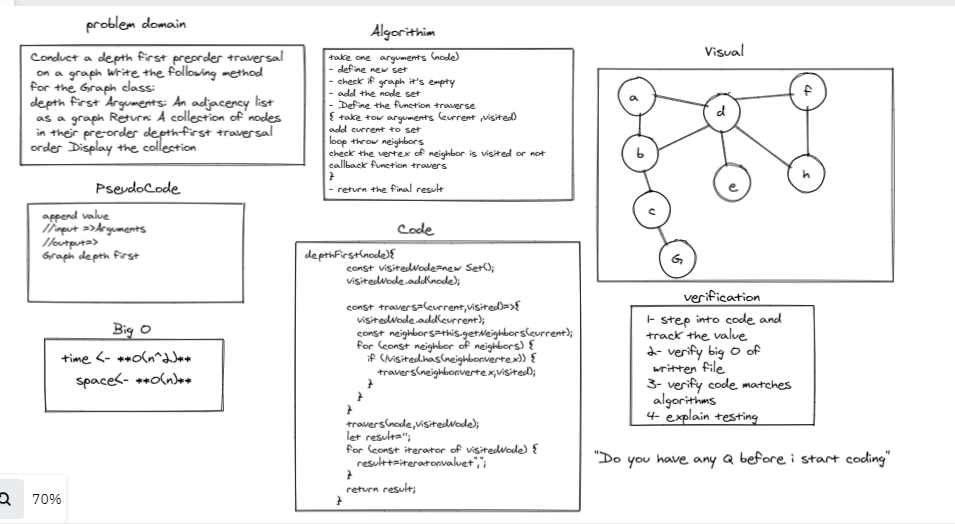 problem domain
Conduct a depth first preorder traversal
on a graph Write the following method
for the Graph class:
depth first Arguments: An adjacency list
as a graph Return: A collection of nodes
in their pre-order depth-first traversal
order Display the collection
PseudoCode
append value
//input =>Arguments
//output=>
Graph depth first
Big O
time <- **O(n^2)**
space<- **O(n)**
Algorithim
take one arguments (node)
- define new set
- check if graph it's empty
- add the node set
- Define the function traverse
{ take tow arguments (current ,visited)
add current to set
loop throw neighbors
check the vertex of neighbor is visited or not
callback function travers
}
- return the final result
Code
depthFirst(node){
const visitedNode=new Set();
visitedNode.add(node);
const travers=(current,visited)=>{
visitedNode.add(current);
const neighbors=this.getNeighbors(current);
for (const neighbor of neighbors) {
if (!visited.has(neighbor.vertex)) {
travers(neighbor.vertex,visited);
}
}
}
travers(node,visitedNode);
let result='';
for (const iterator of visitedNode) {
result+=iterator.value+",";
}
return result;
}
Visual
a
d
f
b
e
h
c
G
verification
1- step into code and
track the value
2- verify big O of
written file
3- verify code matches
algorithms
4- explain testing
"Do you have any Q before i start coding"
70%